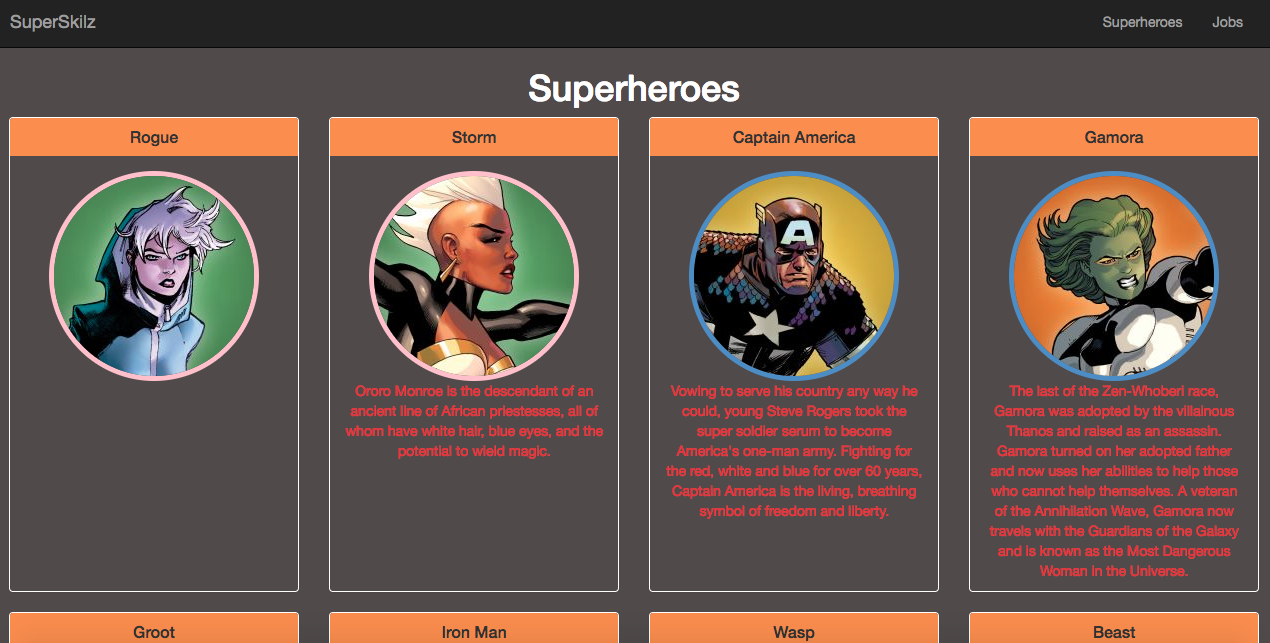 SuperSkilz
Superheroes Jobs
Superheroes
Rogue
Storm
Ororo Monroe is the descendant of an
ancient line of African priestesses, all of
whom have white hair, blue eyes, and the
potential to wield magic.
Captain America
A
Vowing to serve his country any way he
could, young Steve Rogers took the
super soldier serum to become
America's one-man army. Fighting for
the red, white and blue for over 60 years,
Captain America is the living, breathing
symbol of freedom and liberty.
Gamora
The last of the Zen-Whoberi race,
Gamora was adopted by the villainous
Thanos and raised as an assassin.
Gamora turned on her adopted father
and now uses her abilities to help those
who cannot help themselves. A veteran
of the Annihilation Wave, Gamora now
travels with the Guardians of the Galaxy
and is known as the Most Dangerous
Woman in the Universe.
Groot
Iron Man
Wasp
Beast